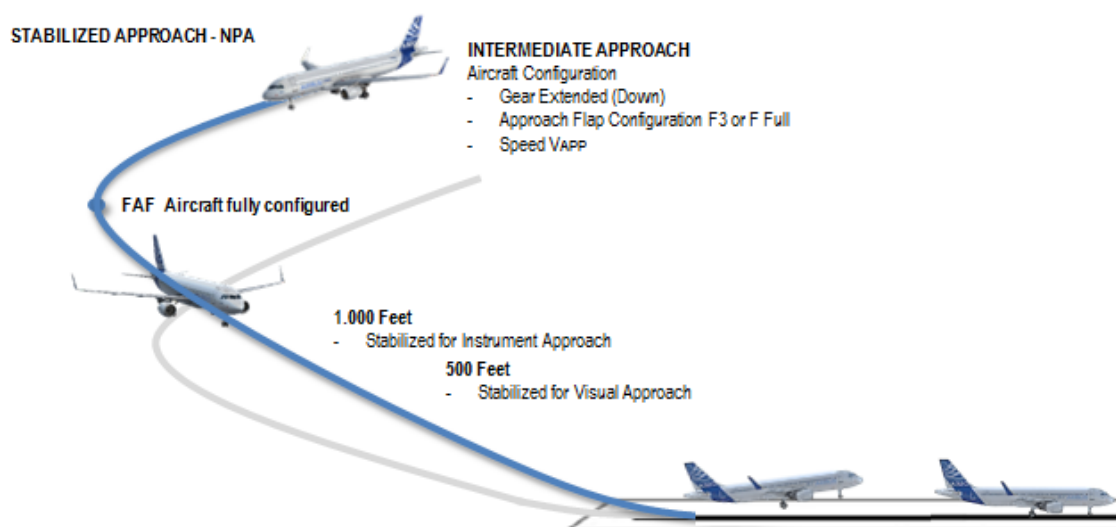 STABILIZED APPROACH - NPA
INTERMEDIATE APPROACH
Aircraft Configuration
- Gear Extended (Down)
- Approach Flap Configuration F3 or F Full
- Speed VAPP
FAF Aircraft fully configured
1.000 Feet
- Stabilized for Instrument Approach
500 Feet
- Stabilized for Visual Approach